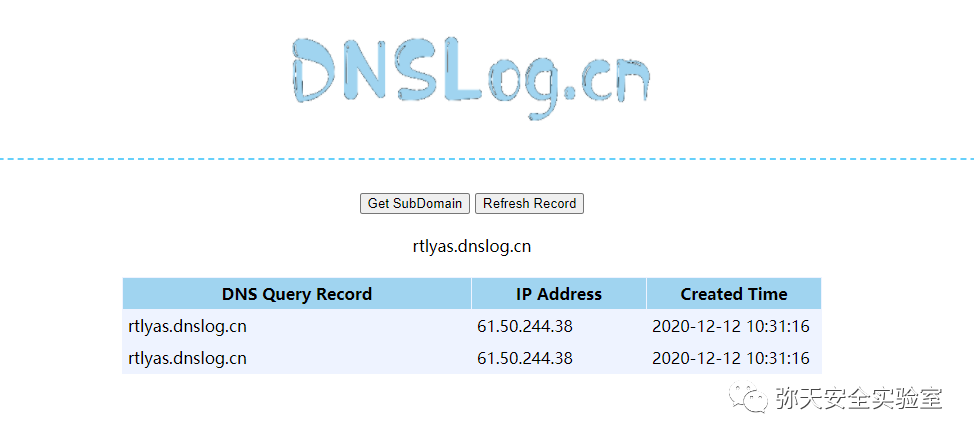 DNSLog.cn
Get SubDomain Refresh Record
rtlyas.dnslog.cn
DNS Query Record IP Address Created Time
rtlyas.dnslog.cn 61.50.244.38 2020-12-12 10:31:16
rtlyas.dnslog.cn 61.50.244.38 2020-12-12 10:31:16
弥天安全实验室